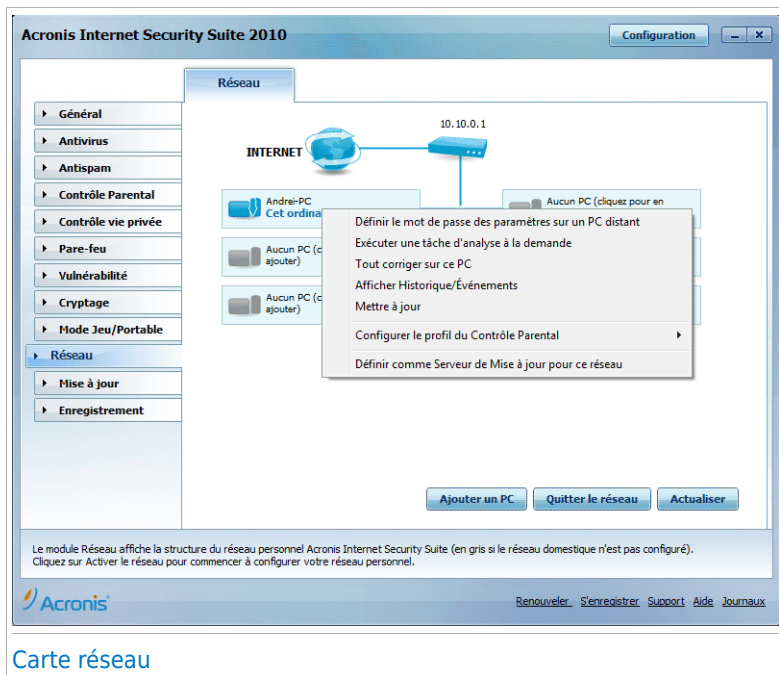 Acronis Internet Security Suite 2010
Configuration
Réseau
Général
Antivirus
Antispam
Contrôle Parental
Contrôle vie privée
Pare-feu
Vulnérabilité
Cryptage
Mode Jeu/Portable
Réseau
Mise à jour
Enregistrement
INTERNET
10.10.0.1
Andrei-PC
Cet ordina
Aucun PC (cliquez pour en
Aucun PC (c
ajouter)
Aucun PC (c
ajouter)
Définir le mot de passe des paramètres sur un PC distant
Exécuter une tâche d'analyse à la demande
Tout corriger sur ce PC
Afficher Historique/Événements
Mettre à jour
Configurer le profil du Contrôle Parental
Définir comme Serveur de Mise à jour pour ce réseau
Ajouter un PC
Quitter le réseau
Actualiser
Le module Réseau affiche la structure du réseau personnel Acronis Internet Security Suite (en gris si le réseau domestique n'est pas configuré).
Cliquez sur Activer le réseau pour commencer à configurer votre réseau personnel.
Acronis
Renouveler S'enregistrer Support Aide Journaux
Carte réseau